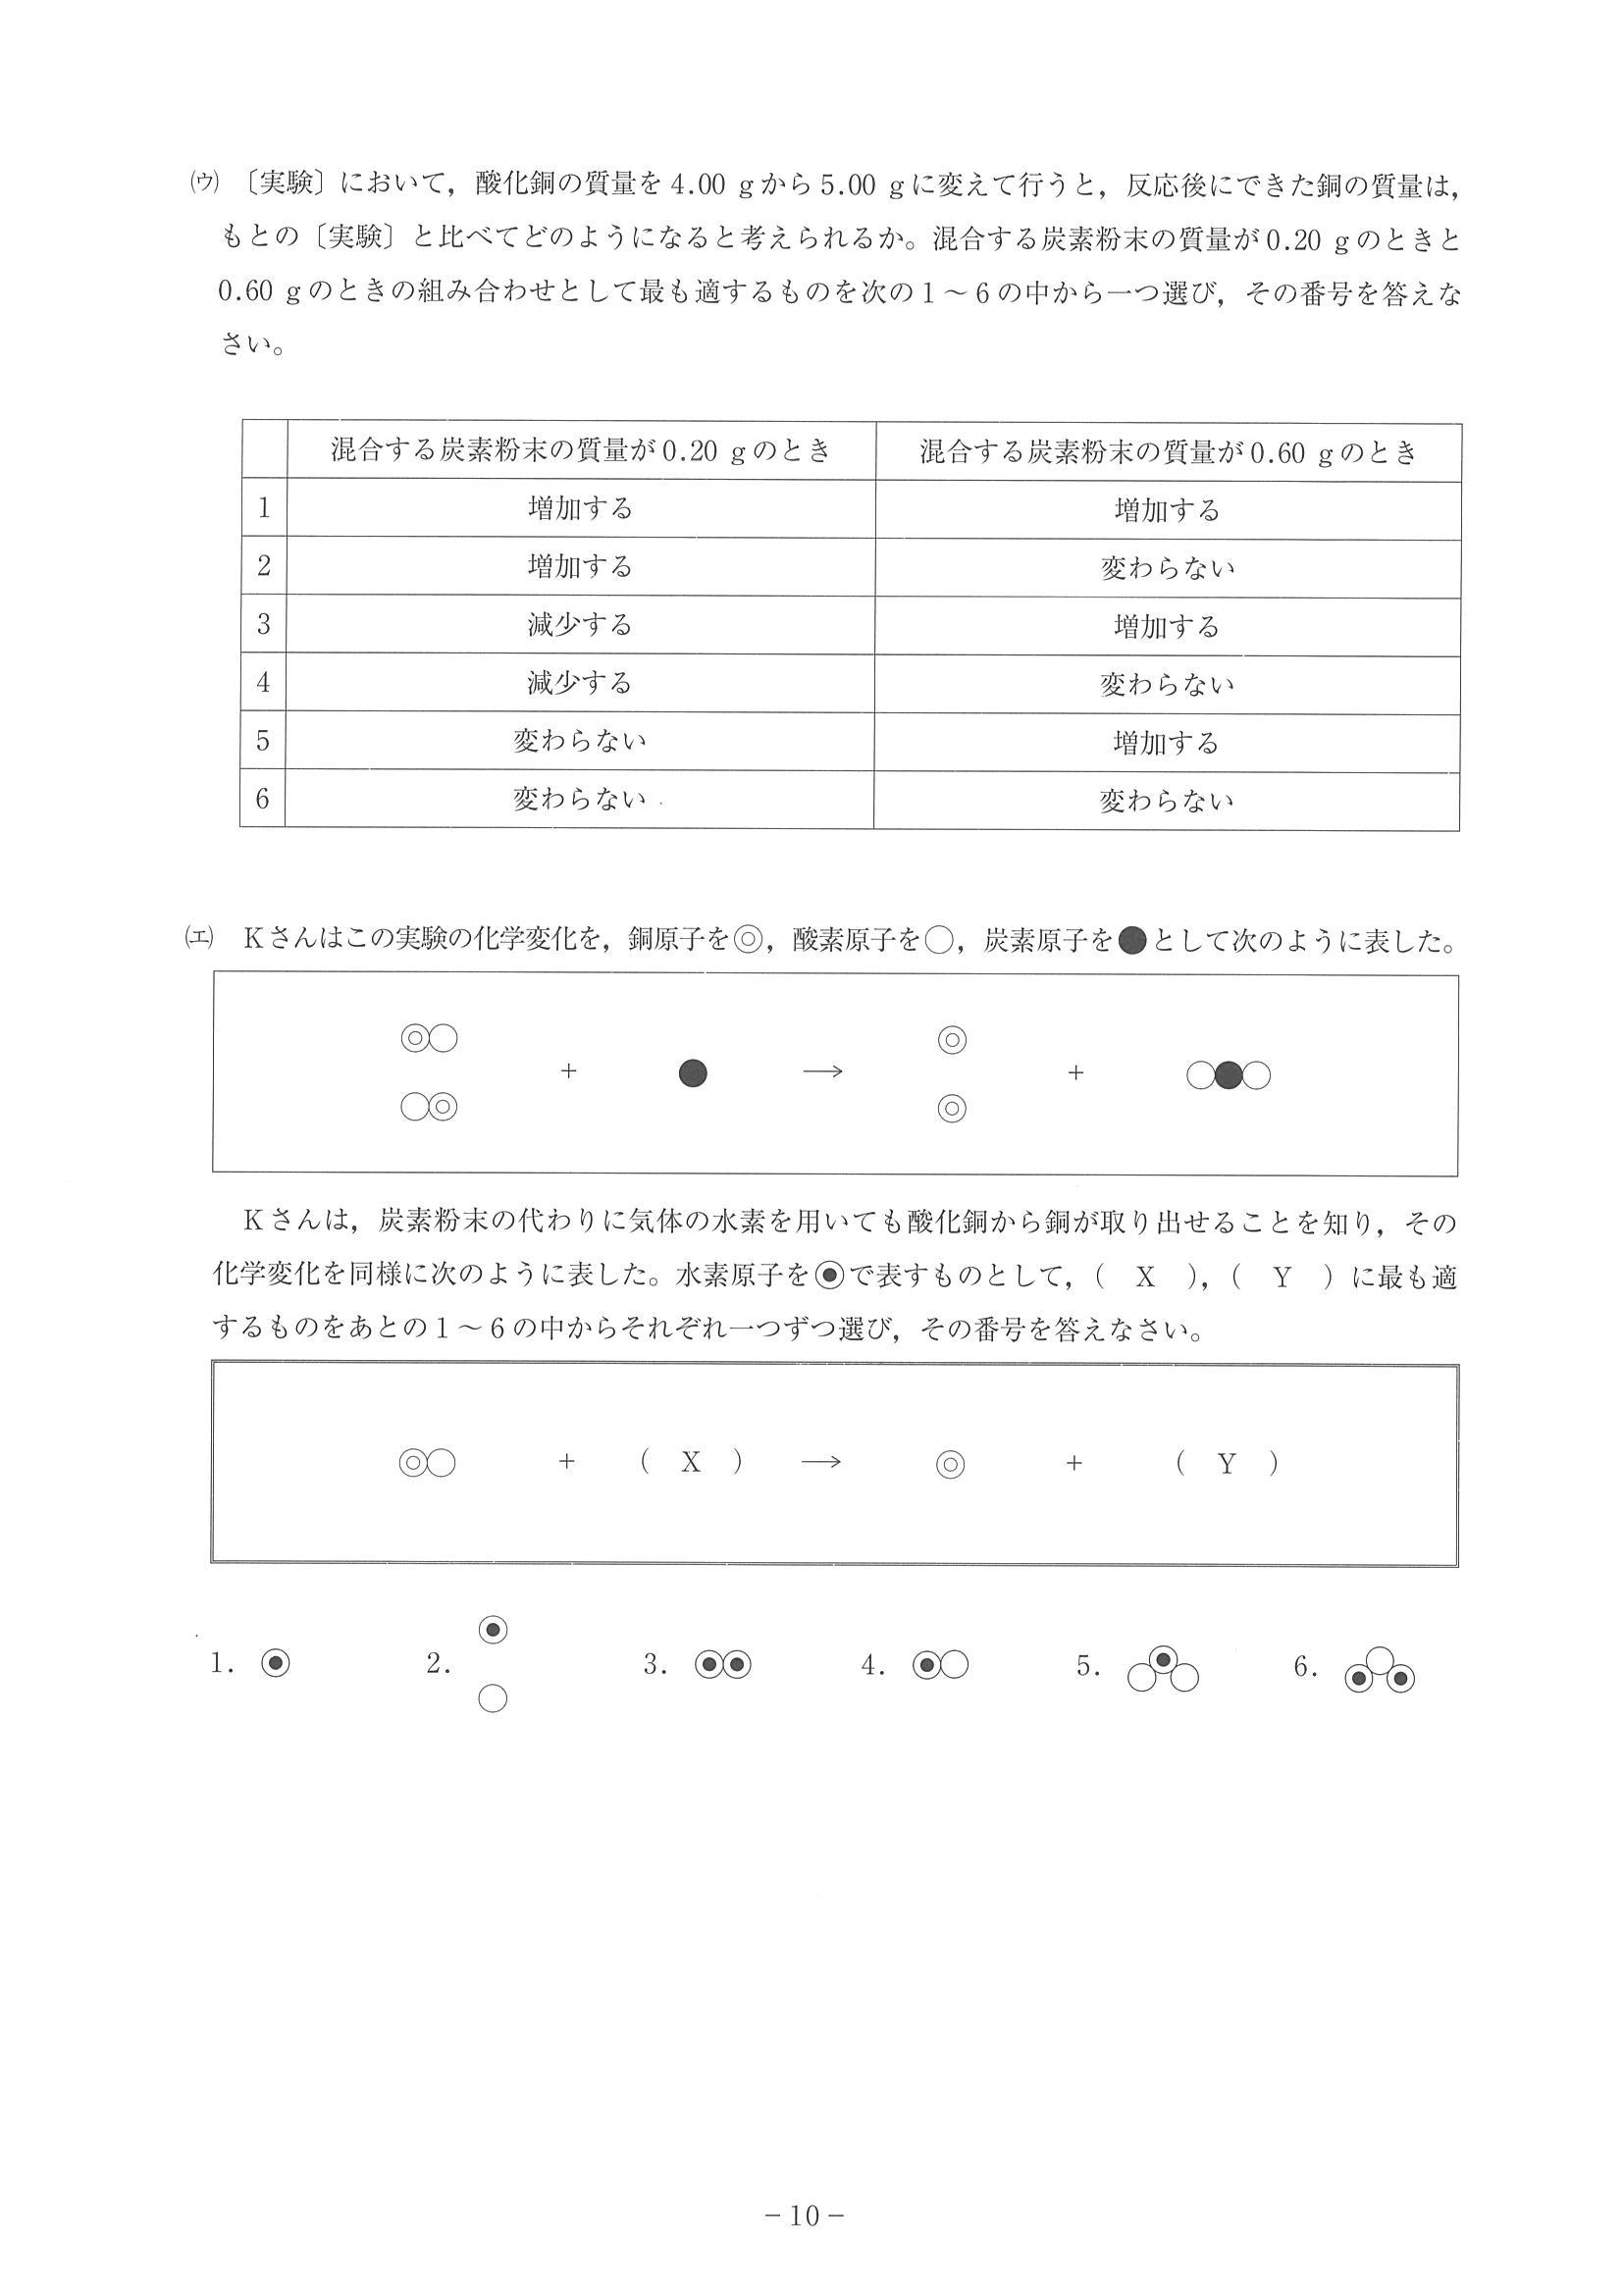 (ウ) 〔実験〕において，酸化銅の質量を4.00 gから5.00 gに変えて行うと，反応後にできた銅の質量は，
もとの〔実験〕と比べてどのようになると考えられるか。混合する炭素粉末の質量が0.20 gのときと
0.60 gのときの組み合わせとして最も適するものを次の1～6の中から一つ選び，その番号を答えな
さい。
混合する炭素粉末の質量が0.20 gのとき 混合する炭素粉末の質量が0.60 gのとき
1 増加する 増加する
2 増加する 変わらない
3 減少する 増加する
4 減少する 変わらない
5 変わらない 増加する
6 変わらない 変わらない
(エ) Kさんはこの実験の化学変化を，銅原子を◎，酸素原子を○，炭素原子を●として次のように表した。
◎○ ◎
+ ● → + ○●○
○◎ ◎
Kさんは，炭素粉末の代わりに気体の水素を用いても酸化銅から銅が取り出せることを知り，その
化学変化を同様に次のように表した。水素原子を⦿で表すものとして，（ X ），（ Y ）に最も適
するものをあとの1～6の中からそれぞれ一つずつ選び，その番号を答えなさい。
◎○ + （ X ） → ◎ + （ Y ）
1. ⦿ 2. ⦿ ○ 3. ⦿⦿ 4. ⦿○ 5. ○⦿○ 6. ⦿○⦿
－10－